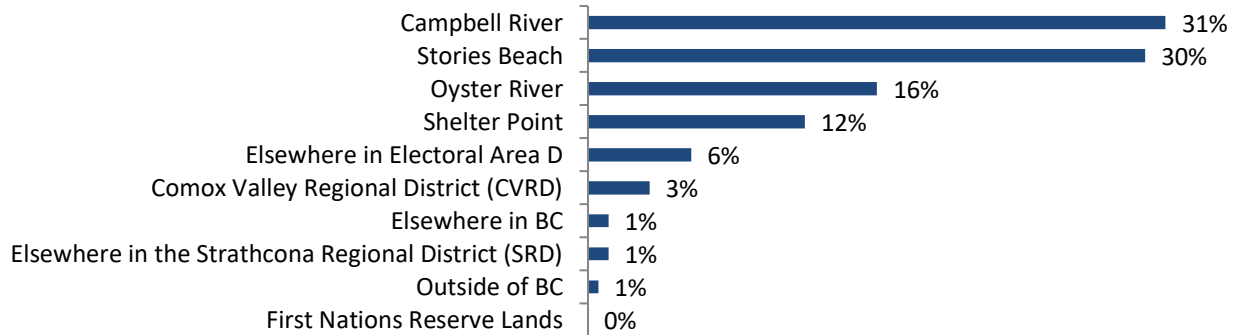 Campbell River 31%
Stories Beach 30%
Oyster River 16%
Shelter Point 12%
Elsewhere in Electoral Area D 6%
Comox Valley Regional District (CVRD) 3%
Elsewhere in BC 1%
Elsewhere in the Strathcona Regional District (SRD) 1%
Outside of BC 1%
First Nations Reserve Lands 0%